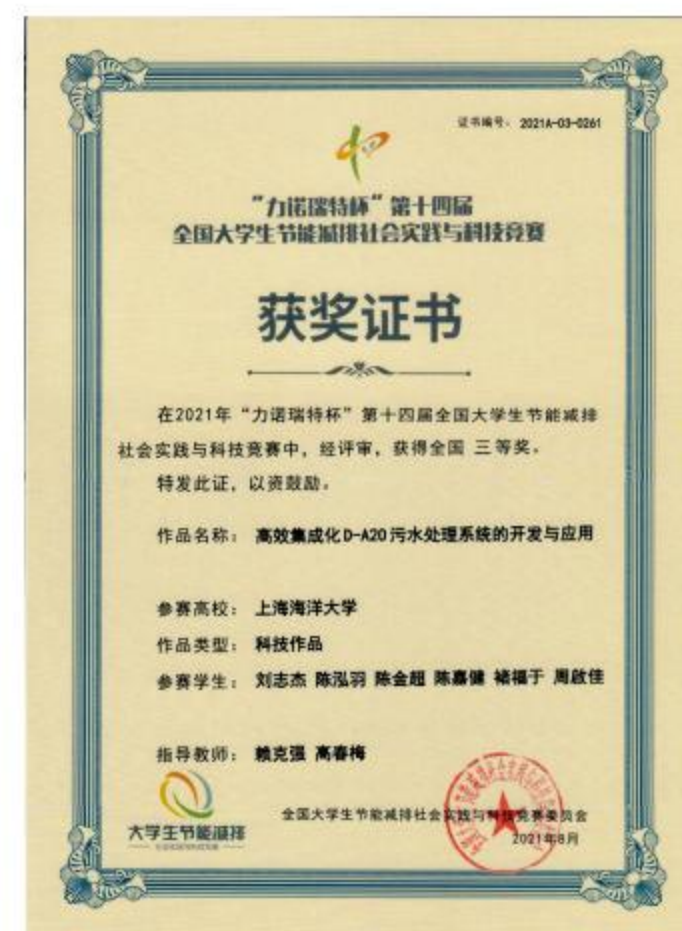 证书编号: 2021A-03-0261
“力诺瑞特杯”第十四届
全国大学生节能减排社会实践与科技竞赛
获奖证书
在2021年“力诺瑞特杯”第十四届全国大学生节能减排
社会实践与科技竞赛中，经评审，获得全国 三等奖。
特发此证，以资鼓励。
作品名称: 高效集成化D-A2O污水处理系统的开发与应用
参赛高校: 上海海洋大学
作品类型: 科技作品
参赛学生: 刘志杰 陈泓羽 陈金超 陈嘉健 褚福于 周啟佳
指导教师: 赖克强 高春梅
大学生节能减排
全国大学生节能减排社会实践与科技竞赛委员会
2021年8月